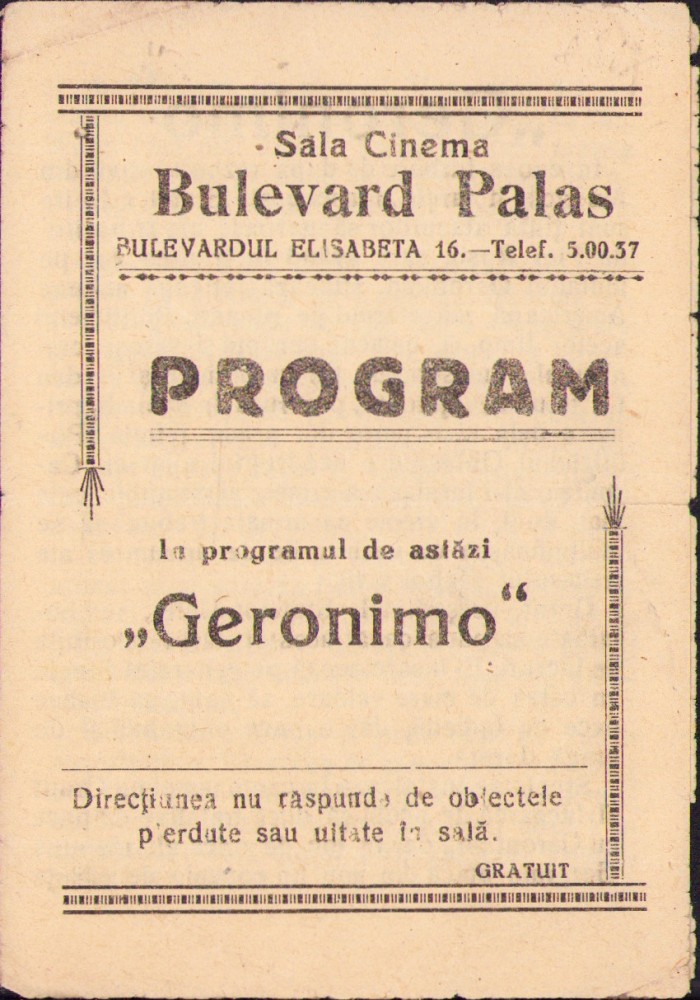 Sala Cinema
Bulevard Palas
BULEVARDUL ELISABETA 16.—Telef. 5.00.37
PROGRAM
la programul de astăzi
„Geronimo“
Direcţiunea nu răspunde de obiectele
pierdute sau uitate în sală.
GRATUIT